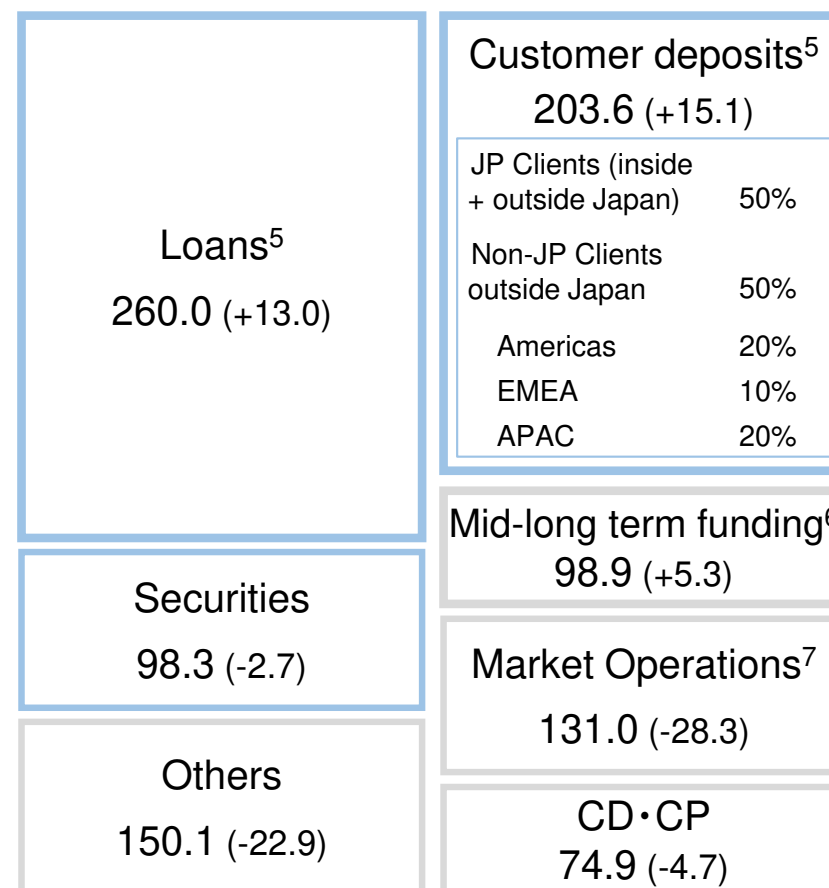 Loans⁵
260.0 (+13.0)
Securities
98.3 (-2.7)
Others
150.1 (-22.9)
Customer deposits⁵
203.6 (+15.1)
JP Clients (inside
+ outside Japan) 50%
Non-JP Clients
outside Japan 50%
Americas 20%
EMEA 10%
APAC 20%
Mid-long term funding⁶
98.9 (+5.3)
Market Operations⁷
131.0 (-28.3)
CD・CP
74.9 (-4.7)